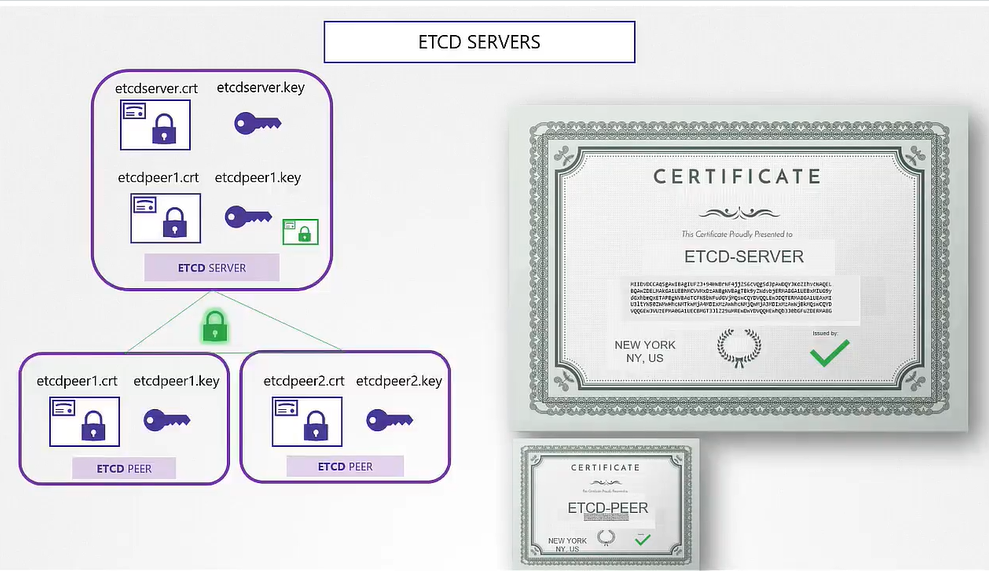 ETCD SERVERS
etcdserver.crt etcdserver.key
etcdpeer1.crt etcdpeer1.key
ETCD SERVER
etcdpeer1.crt etcdpeer1.key
ETCD PEER
etcdpeer2.crt etcdpeer2.key
ETCD PEER
CERTIFICATE
This Certificate Proudly Presented to
ETCD-SERVER
Issued by:
NEW YORK
NY, US
CERTIFICATE
ETCD-PEER
NEW YORK
NY, US